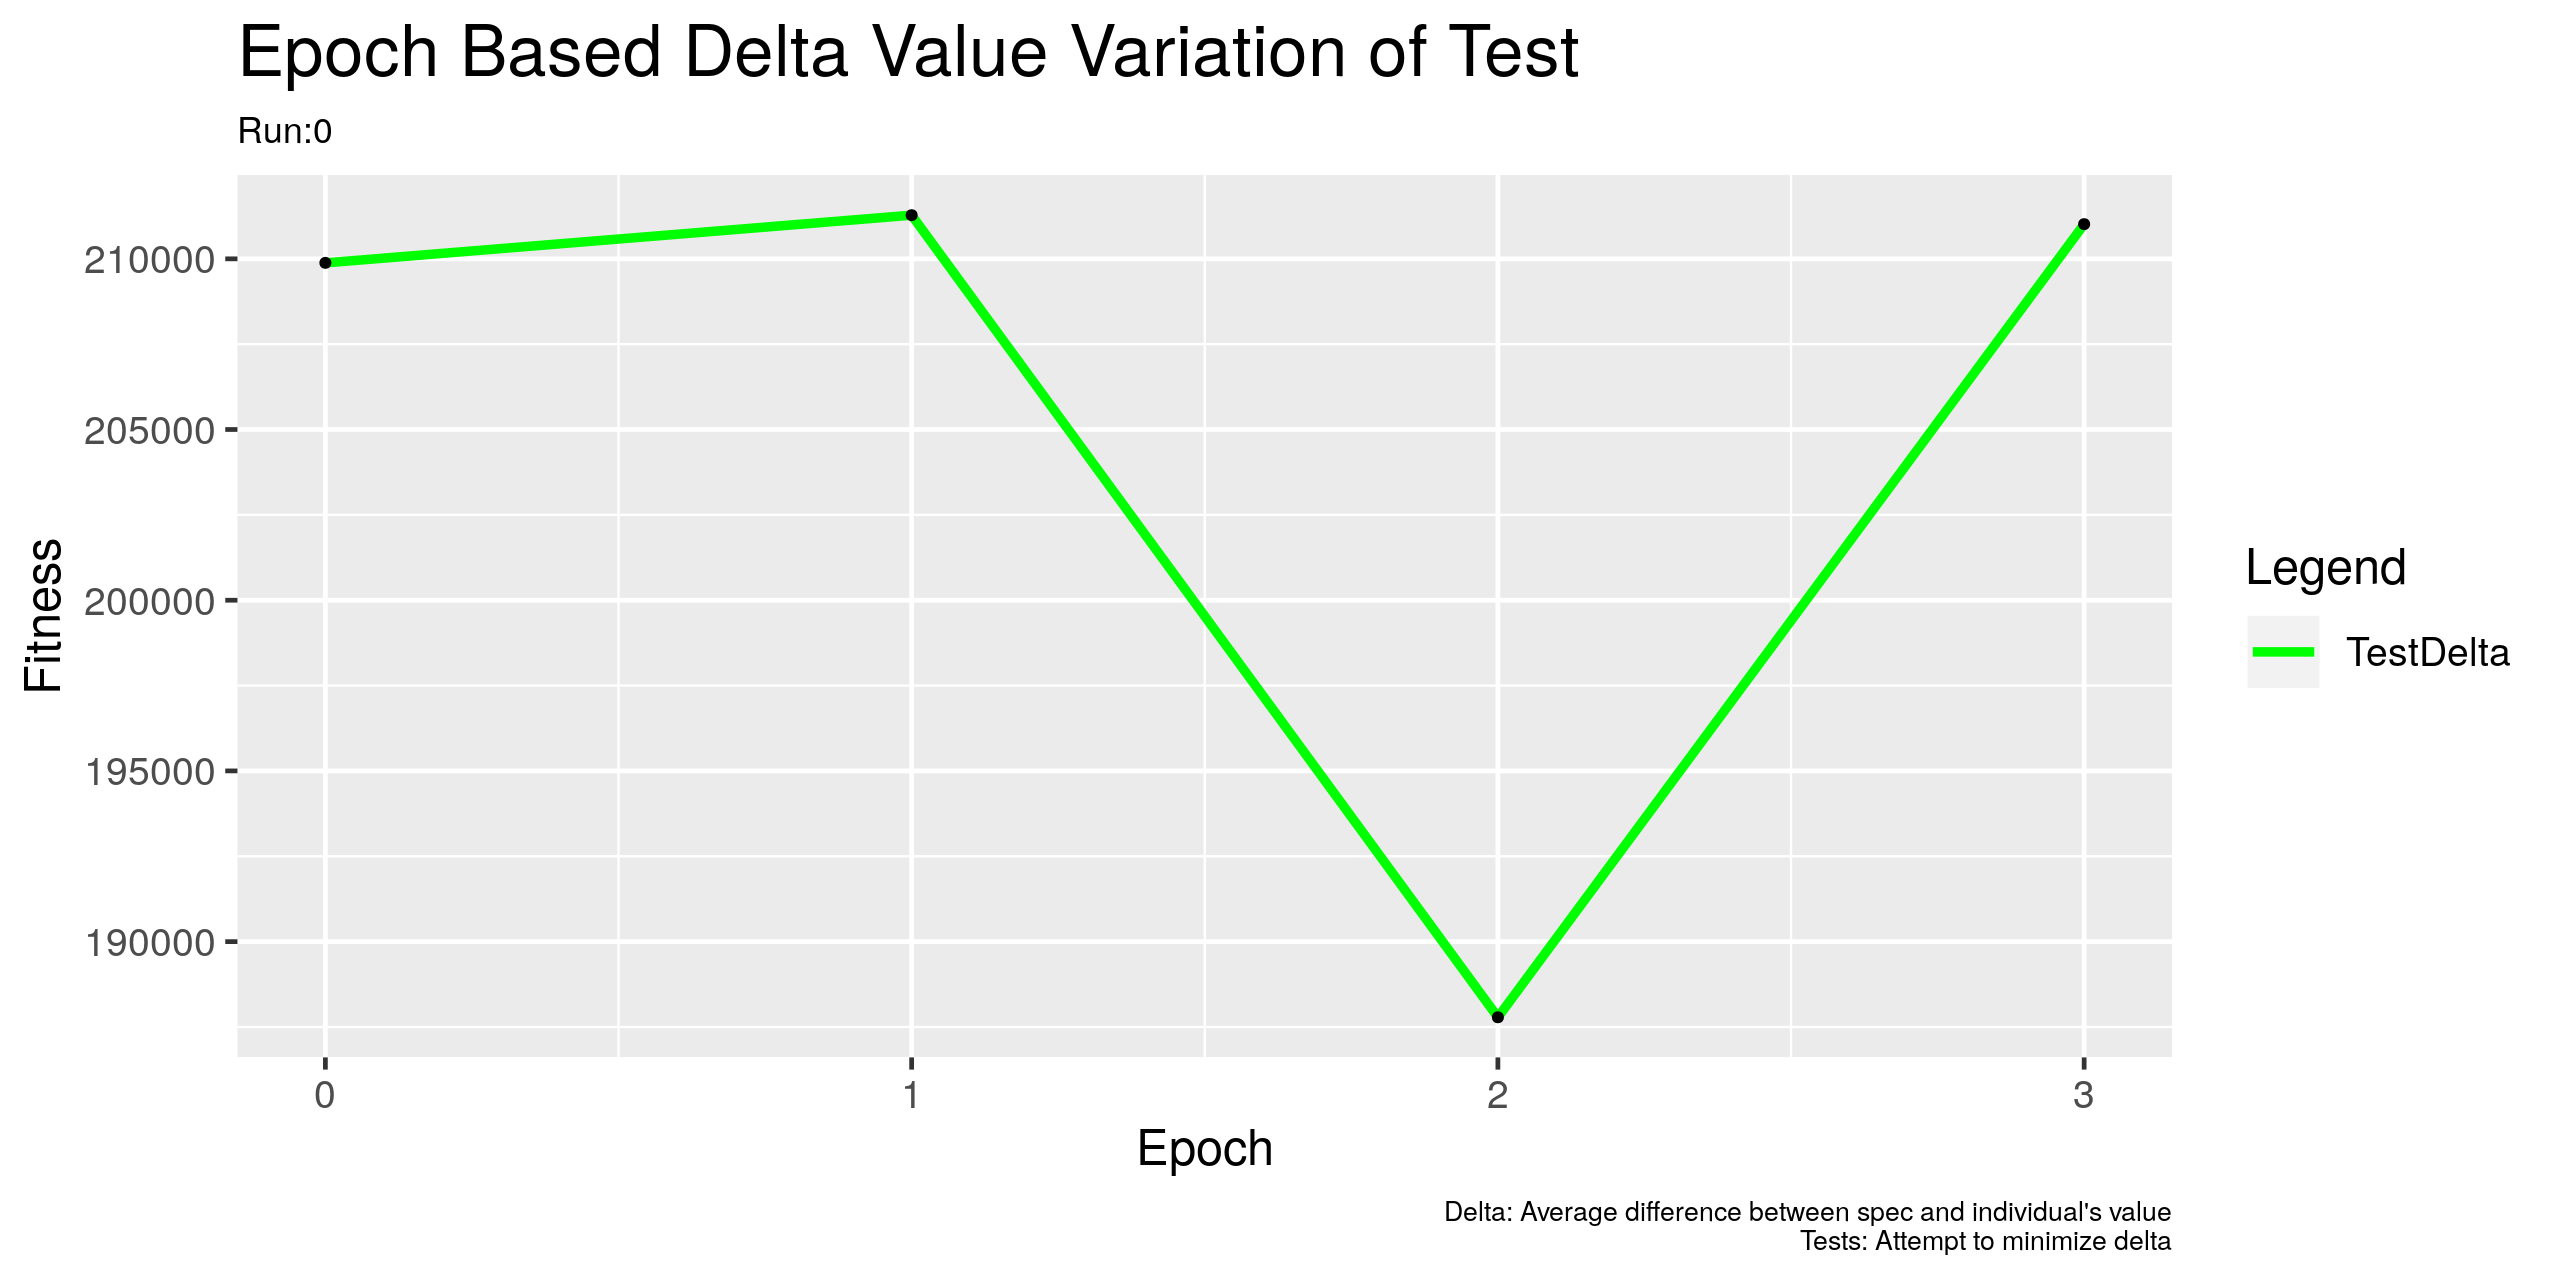 Epoch Based Delta Value Variation of Test
Run:0
Fitness
210000
205000
200000
195000
190000
0 1 2 3
Epoch
Legend
TestDelta
Delta: Average difference between spec and individual's value
Tests: Attempt to minimize delta